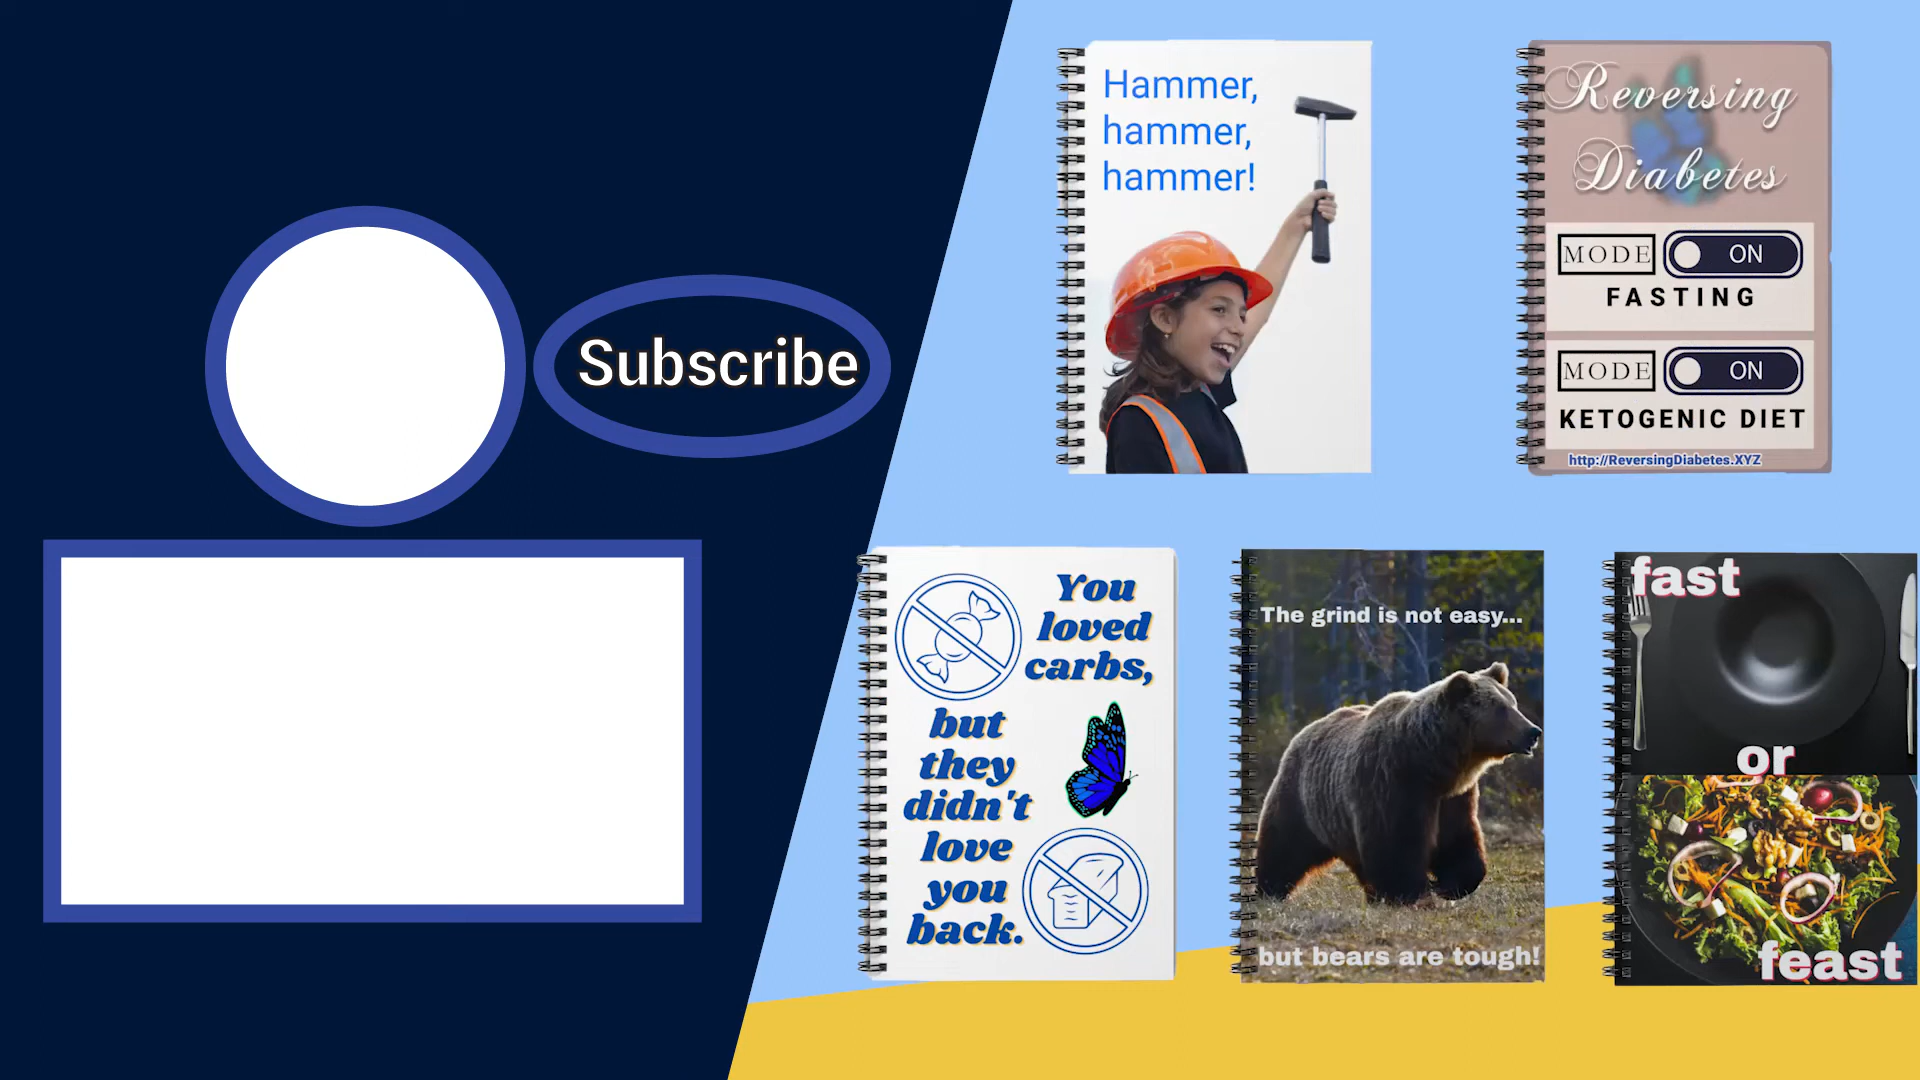 Subscribe
Hammer,
hammer,
hammer!
Reversing
Diabetes
MODE ON
FASTING
MODE ON
KETOGENIC DIET
http://ReversingDiabetes.XYZ
You
loved
carbs,
but
they
didn't
love
you
back.
The grind is not easy...
but bears are tough!
fast
or
feast